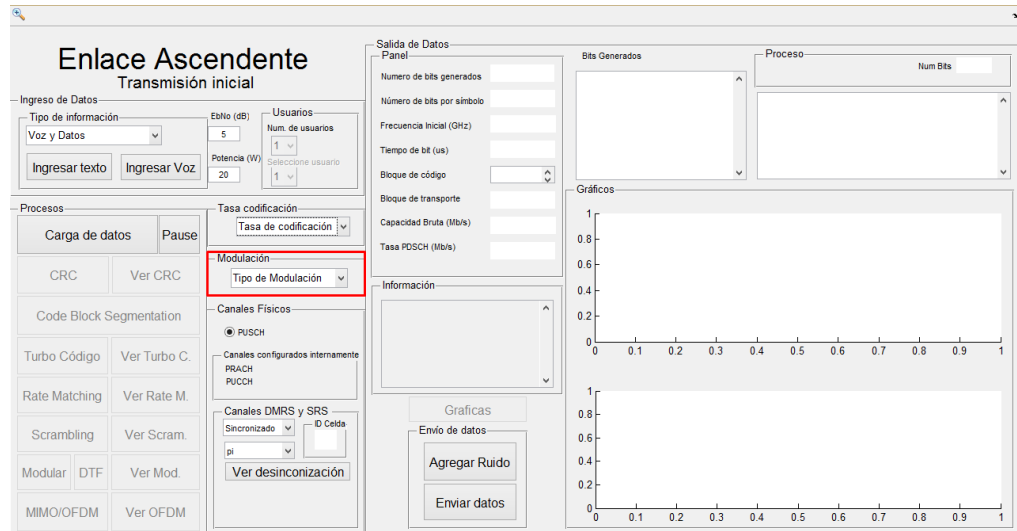 Enlace Ascendente
Transmisión inicial
Ingreso de Datos
Tipo de información
Voz y Datos
Ingresar texto
Ingresar Voz
EbNo (dB)
5
Potencia (W)
20
Usuarios
Num. de usuarios
1
Seleccione usuario
1
Procesos
Carga de datos
Pause
CRC
Ver CRC
Code Block Segmentation
Turbo Código
Ver Turbo C.
Rate Matching
Ver Rate M.
Scrambling
Ver Scram.
Modular
DTF
Ver Mod.
MIMO/OFDM
Ver OFDM
Tasa codificación
Tasa de codificación
Modulación
Tipo de Modulación
Canales Físicos
PUSCH
Canales configurados internamente
PRACH
PUCCH
Canales DMRS y SRS
Sincronizado
ID Celda
pi
Ver desinconización
Salida de Datos
Panel
Numero de bits generados
Número de bits por símbolo
Frecuencia Inicial (GHz)
Tiempo de bit (us)
Bloque de código
Bloque de transporte
Capacidad Bruta (Mb/s)
Tasa PDSCH (Mb/s)
Información
Graficas
Envío de datos
Agregar Ruido
Enviar datos
Bits Generados
Proceso
Num Bits
Gráficos
1
0.8
0.6
0.4
0.2
0
0 0.1 0.2 0.3 0.4 0.5 0.6 0.7 0.8 0.9 1
1
0.8
0.6
0.4
0.2
0
0 0.1 0.2 0.3 0.4 0.5 0.6 0.7 0.8 0.9 1